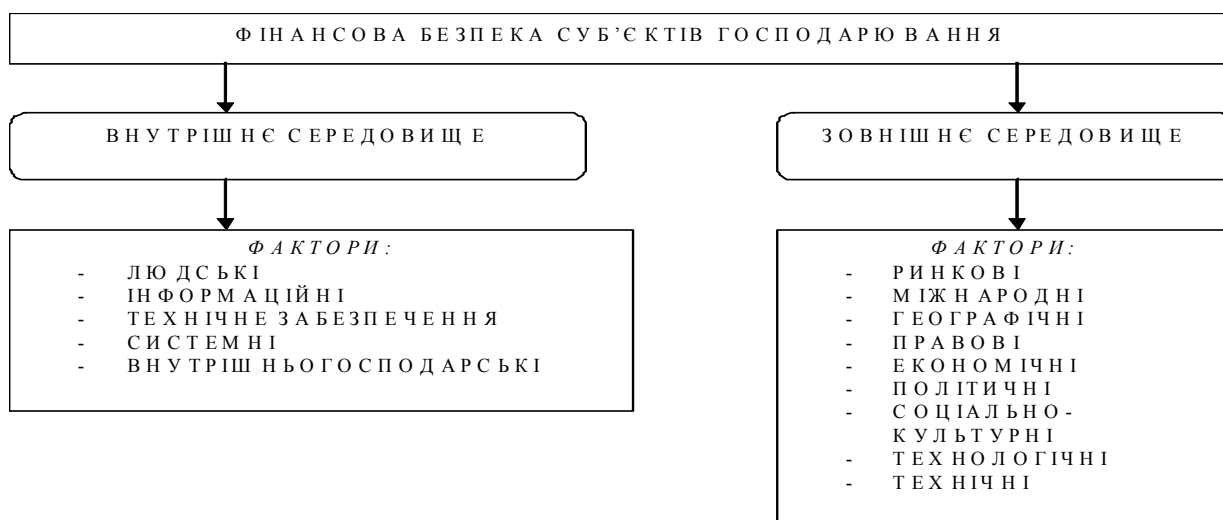 ФІНАНСОВА БЕЗПЕКА СУБ’ЄКТІВ ГОСПОДАРЮВАННЯ
ВНУТРІШНЄ СЕРЕДОВИЩЕ
ФАКТОРИ:
- ЛЮДСЬКІ
- ІНФОРМАЦІЙНІ
- ТЕХНІЧНЕ ЗАБЕЗПЕЧЕННЯ
- СИСТЕМНІ
- ВНУТРІШНЬОГОСПОДАРСЬКІ
ЗОВНІШНЄ СЕРЕДОВИЩЕ
ФАКТОРИ:
- РИНКОВІ
- МІЖНАРОДНІ
- ГЕОГРАФІЧНІ
- ПРАВОВІ
- ЕКОНОМІЧНІ
- ПОЛІТИЧНІ
- СОЦІАЛЬНО-
КУЛЬТУРНІ
- ТЕХНОЛОГІЧНІ
- ТЕХНІЧНІ